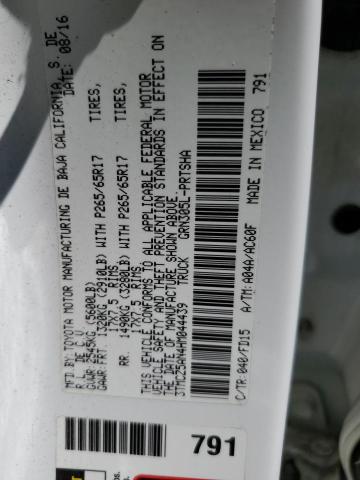 MFD. BY: TOYOTA MOTOR MANUFACTURING DE BAJA CALIFORNIA, S. DE
R. L. DE C. V. DATE: 08/16
GVWR 2545KG (5600LB)
GAWR: FRT. 1320KG (2910LB) WITH P265/65R17 TIRES,
17X7.5 RIMS
RR. 1490KG (3280LB) WITH P265/65R17 TIRES,
17X7.5 RIMS
THIS VEHICLE CONFORMS TO ALL APPLICABLE FEDERAL MOTOR
VEHICLE SAFETY AND THEFT PREVENTION STANDARDS IN EFFECT ON
THE DATE OF MANUFACTURE SHOWN ABOVE.
3TMCZ5AN4HM044439 TRUCK GRN305L-PRTSHA
C/TR: 040/FD15 A/TM: A04A/AC60F MADE IN MEXICO 791
791